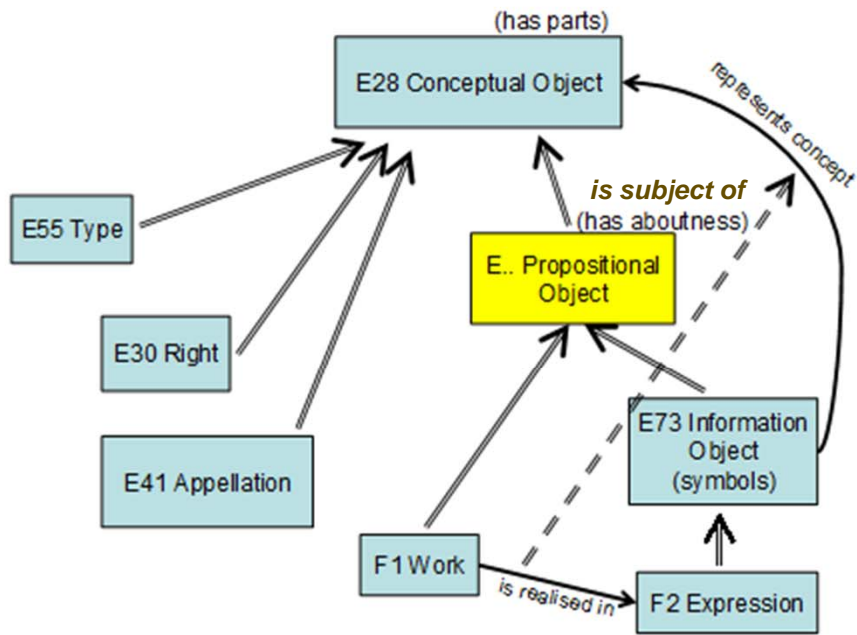 (has parts)
E28 Conceptual Object
represents concept
is subject of
(has aboutness)
E55 Type
E.. Propositional
Object
E30 Right
E73 Information
Object
(symbols)
E41 Appellation
F1 Work
is realised in
F2 Expression